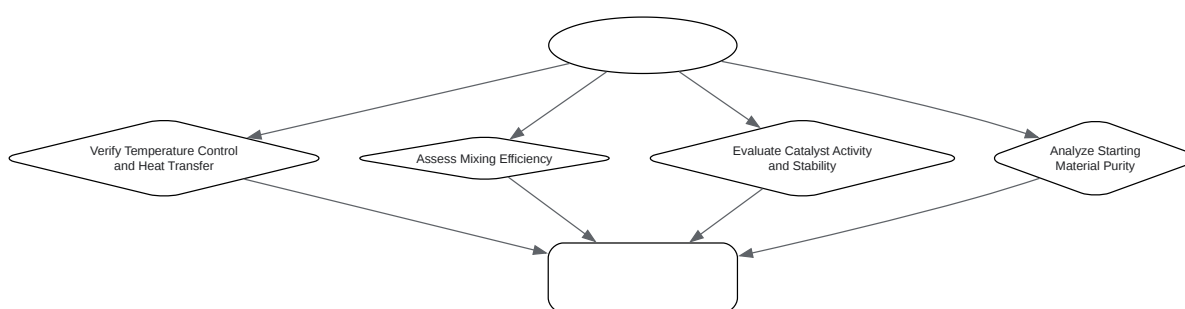 Verify Temperature Control
and Heat Transfer
Assess Mixing Efficiency
Evaluate Catalyst Activity
and Stability
Analyze Starting
Material Purity